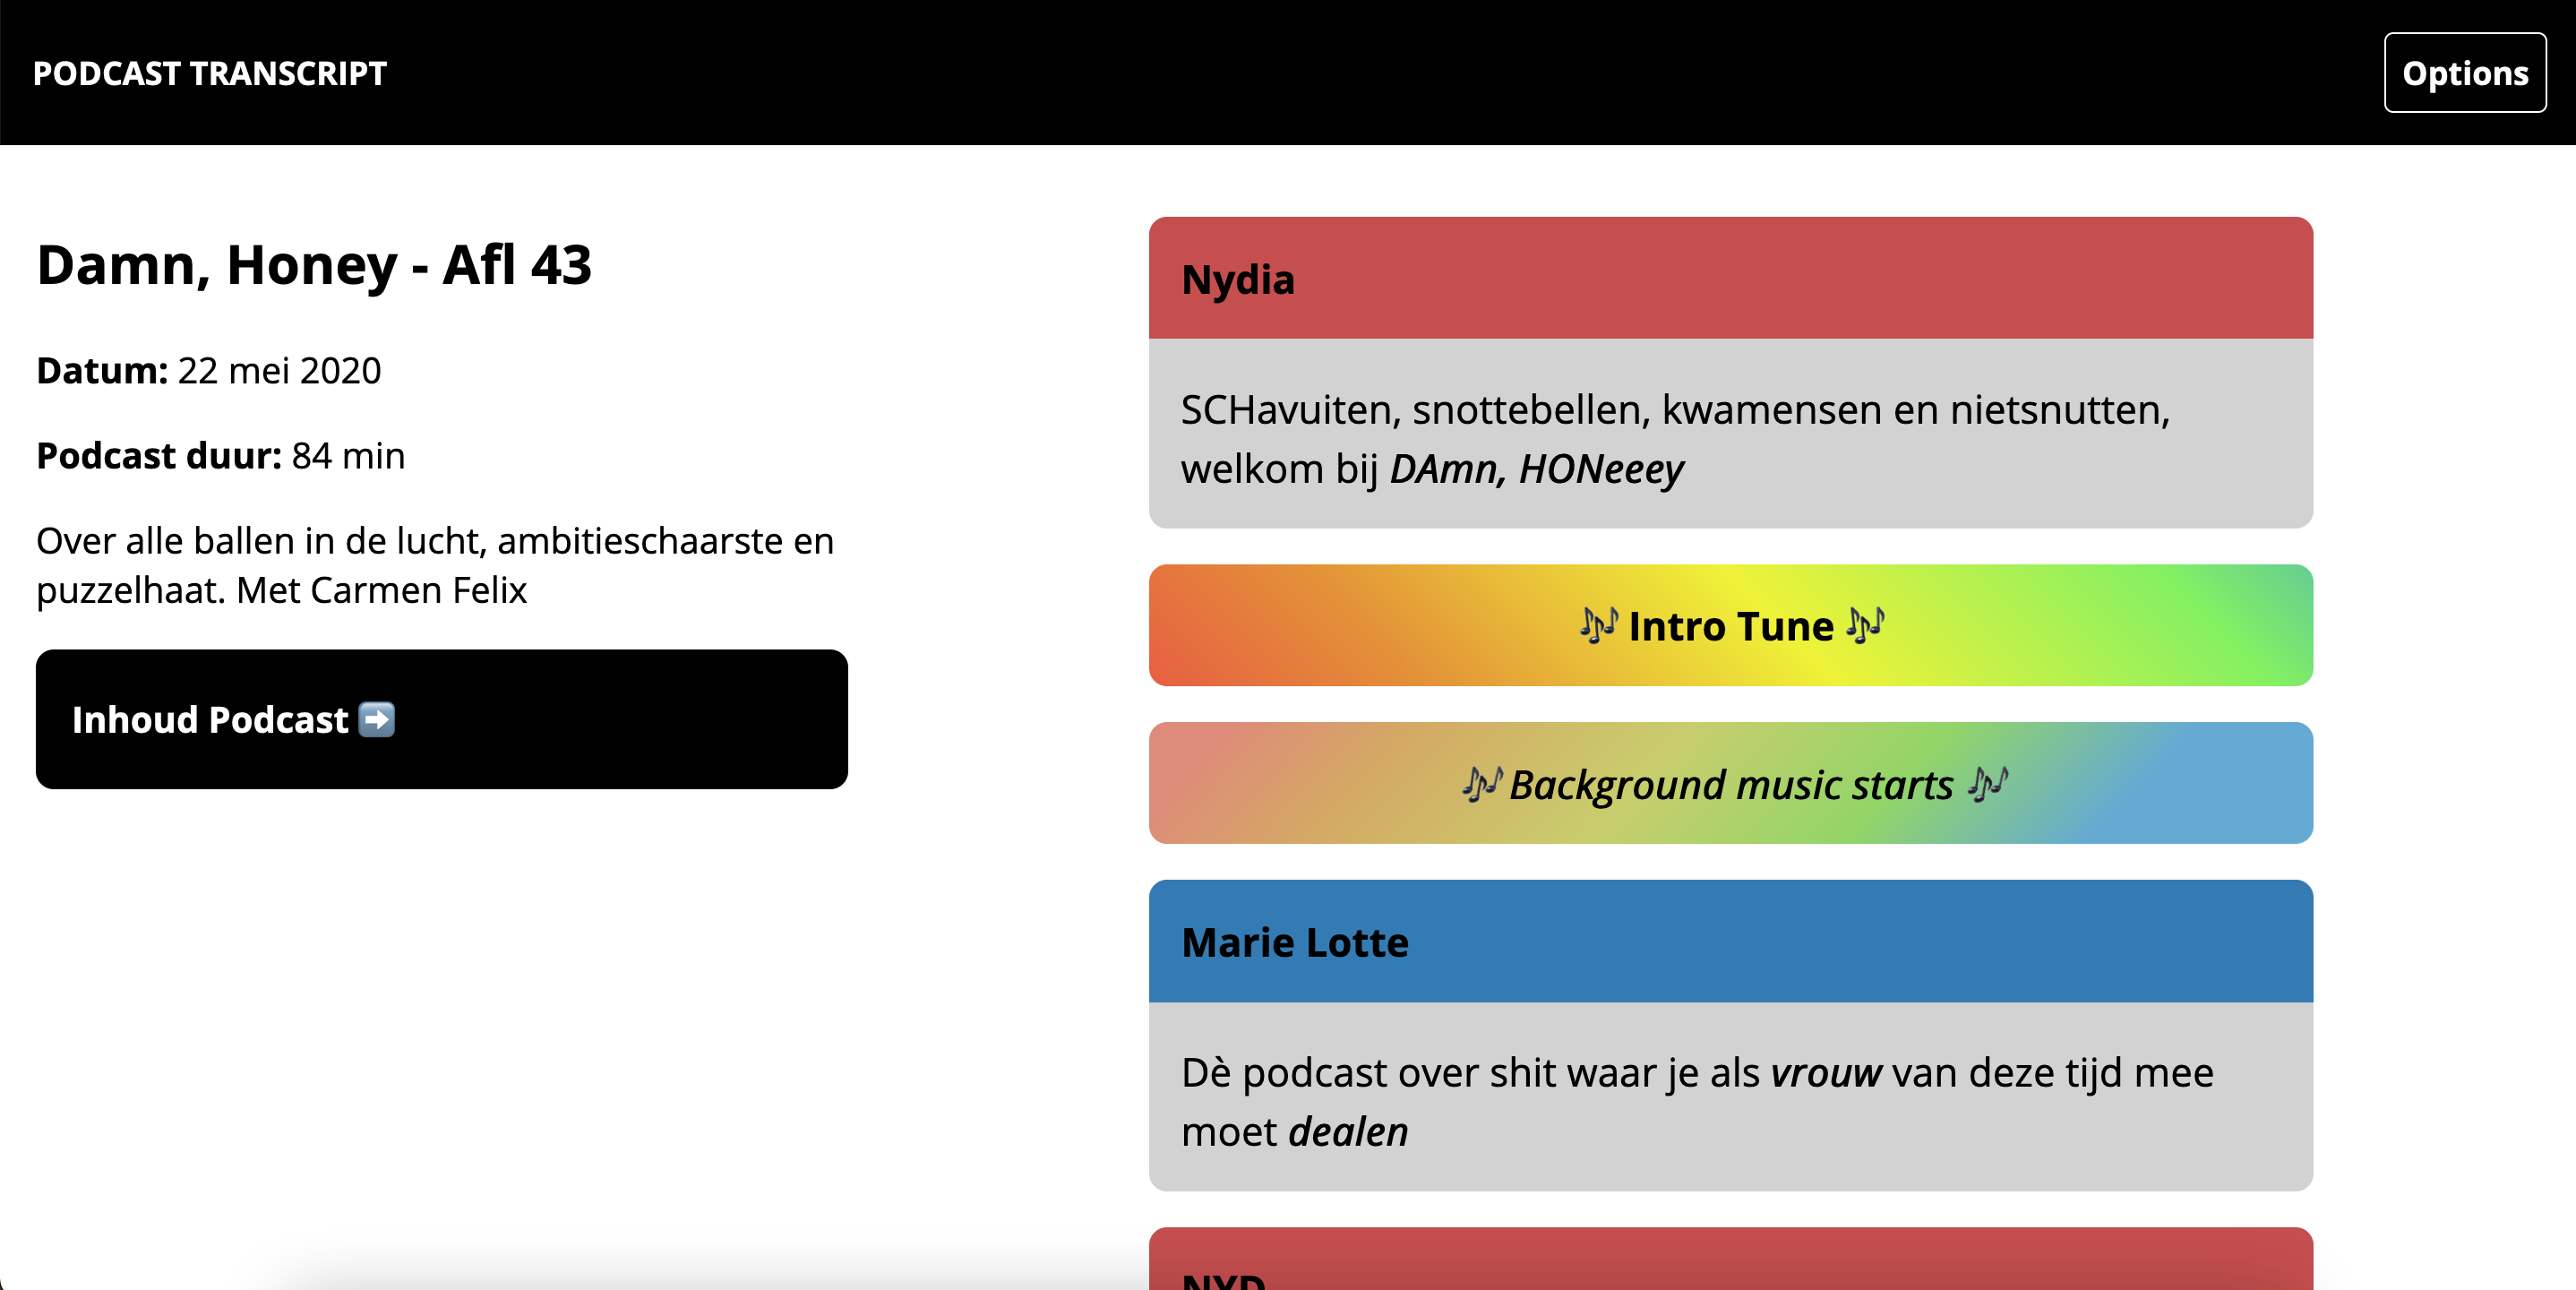 PODCAST TRANSCRIPT
Options
Damn, Honey - Afl 43
Datum: 22 mei 2020
Podcast duur: 84 min
Over alle ballen in de lucht, ambitieschaarste en
puzzelhaat. Met Carmen Felix
Inhoud Podcast ➡️
Nydia
SCHavuiten, snottebellen, kwamensen en nietsnutten,
welkom bij DAmn, HONeeey
🎶 Intro Tune 🎶
🎶 Background music starts 🎶
Marie Lotte
Dè podcast over shit waar je als vrouw van deze tijd mee
moet dealen
NYD